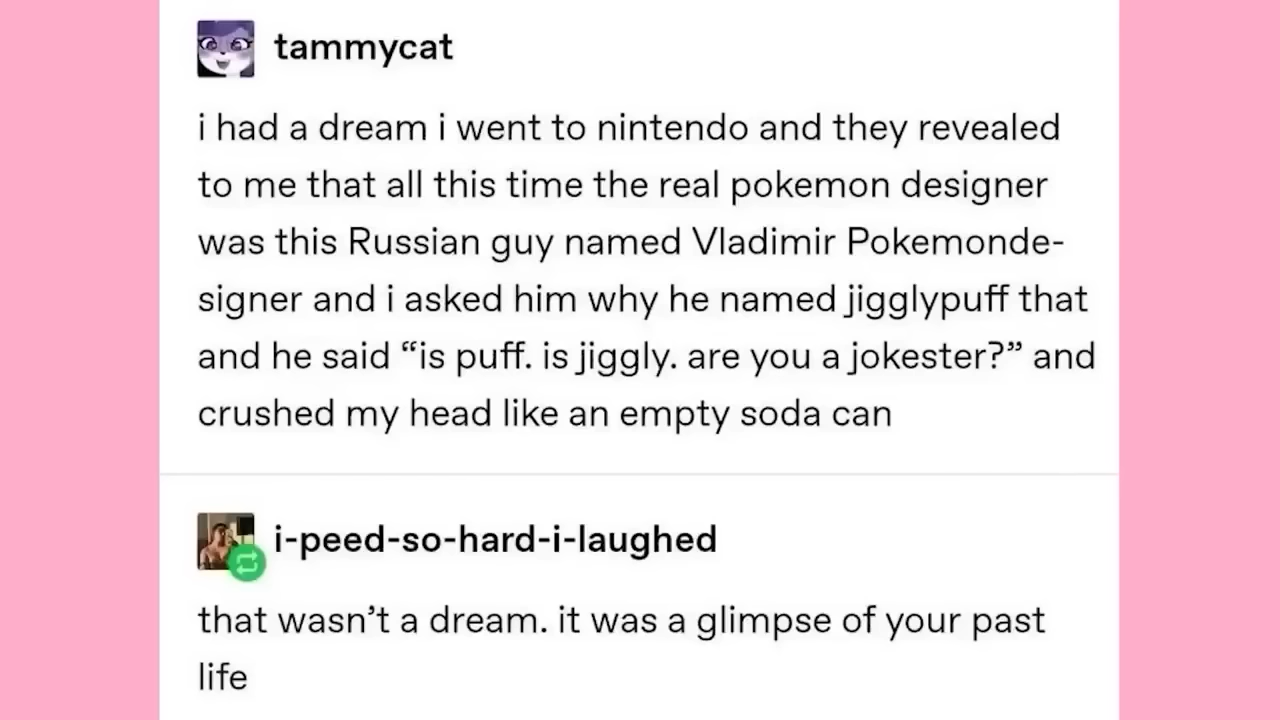 tammycat
i had a dream i went to nintendo and they revealed
to me that all this time the real pokemon designer
was this Russian guy named Vladimir Pokemonde-
signer and i asked him why he named jigglypuff that
and he said “is puff. is jiggly. are you a jokester?” and
crushed my head like an empty soda can
i-peed-so-hard-i-laughed
that wasn’t a dream. it was a glimpse of your past
life